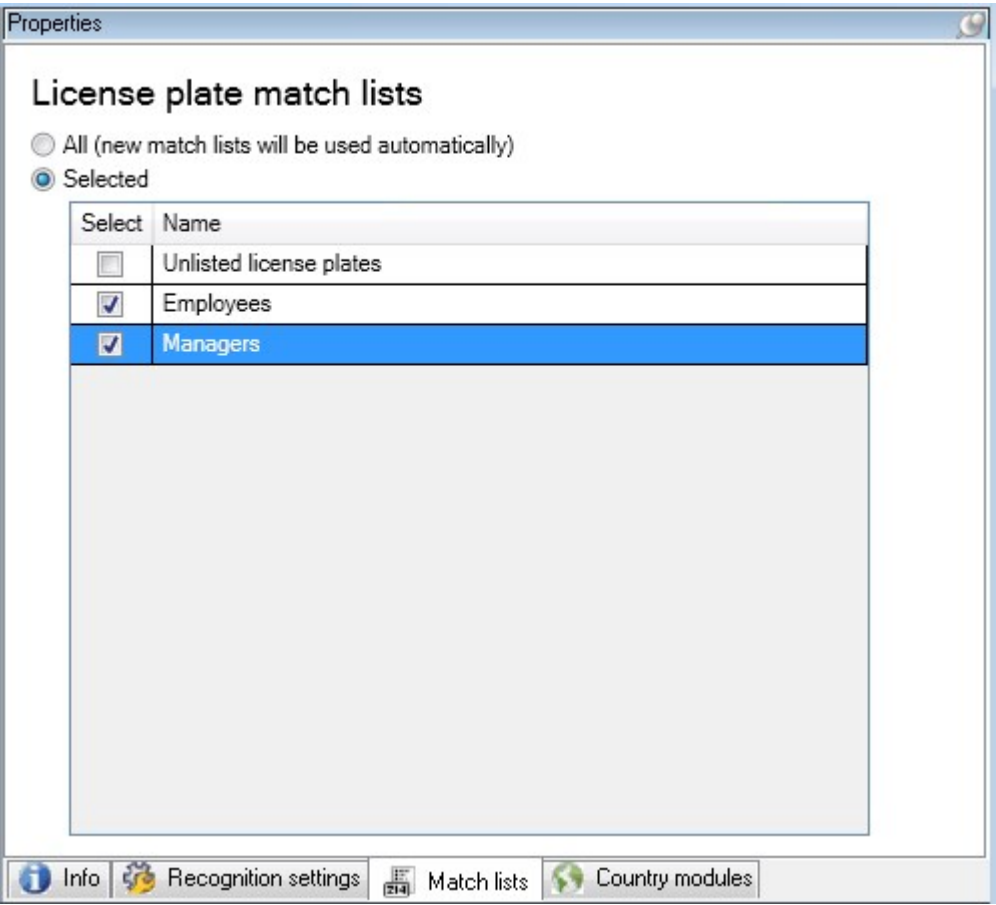 Properties
License plate match lists
All (new match lists will be used automatically)
Selected
Select Name
Unlisted license plates
Employees
Managers
Info Recognition settings Match lists Country modules